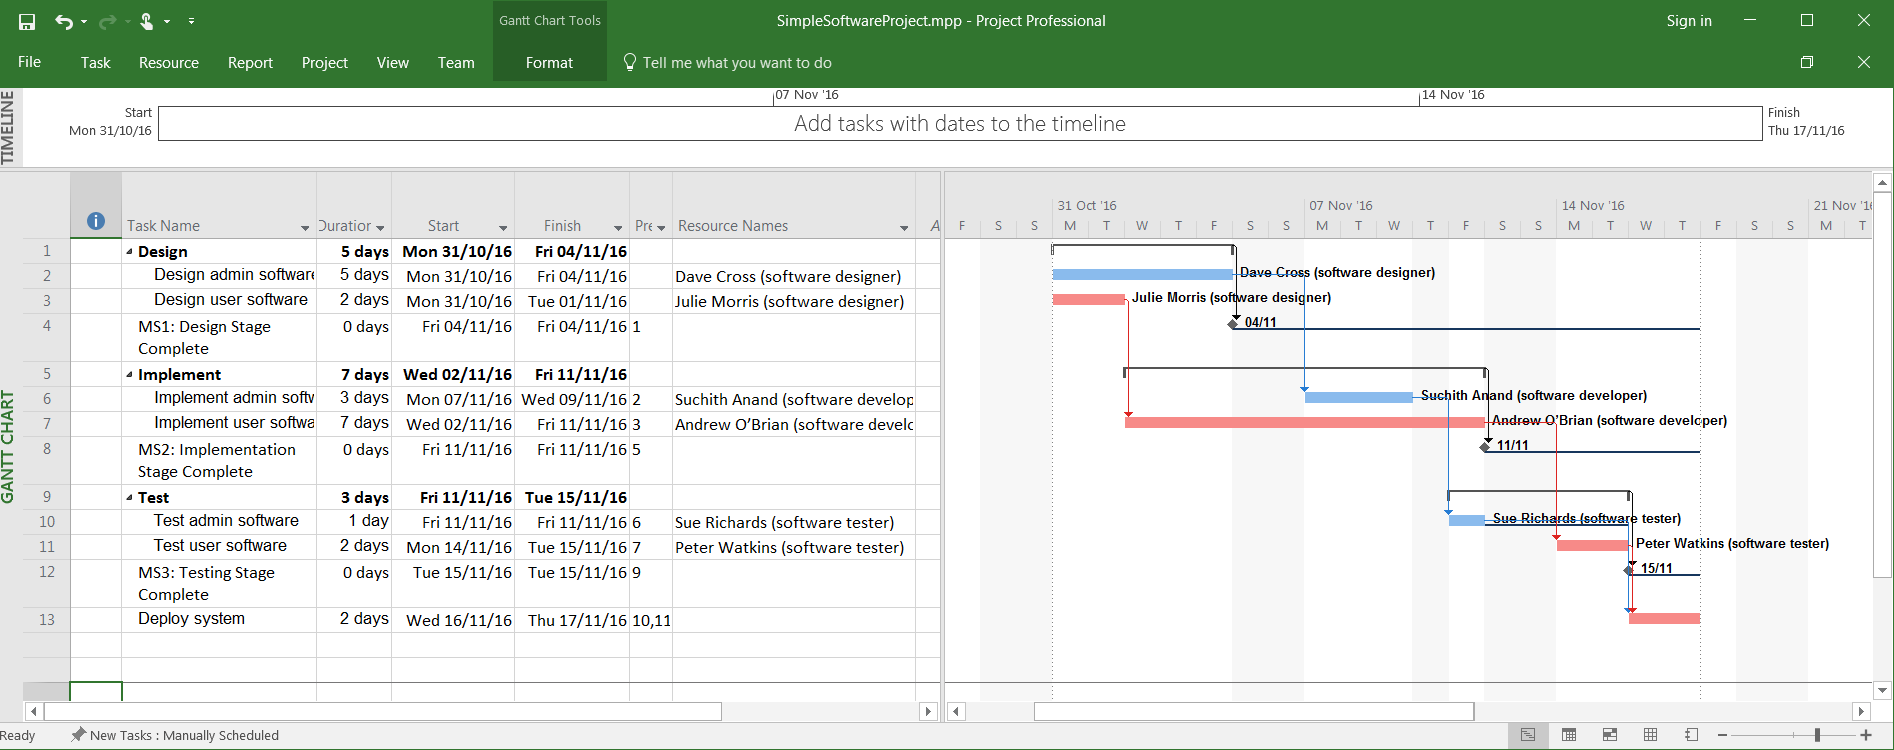 Gantt Chart Tools
SimpleSoftwareProject.mpp - Project Professional
Sign in
File Task Resource Report Project View Team Format Tell me what you want to do
TIMELINE
07 Nov '16 14 Nov '16
Start
Mon 31/10/16
Add tasks with dates to the timeline
Finish
Thu 17/11/16
GANTT CHART
Task Name Duration Start Finish Pre Resource Names A
1 Design 5 days Mon 31/10/16 Fri 04/11/16
2 Design admin software 5 days Mon 31/10/16 Fri 04/11/16 Dave Cross (software designer)
3 Design user software 2 days Mon 31/10/16 Tue 01/11/16 Julie Morris (software designer)
4 MS1: Design Stage 0 days Fri 04/11/16 Fri 04/11/16 1
Complete
5 Implement 7 days Wed 02/11/16 Fri 11/11/16
6 Implement admin softw 3 days Mon 07/11/16 Wed 09/11/16 2 Suchith Anand (software develop
7 Implement user softwa 7 days Wed 02/11/16 Fri 11/11/16 3 Andrew O'Brian (software develo
8 MS2: Implementation 0 days Fri 11/11/16 Fri 11/11/16 5
Stage Complete
9 Test 3 days Fri 11/11/16 Tue 15/11/16
10 Test admin software 1 day Fri 11/11/16 Fri 11/11/16 6 Sue Richards (software tester)
11 Test user software 2 days Mon 14/11/16 Tue 15/11/16 7 Peter Watkins (software tester)
12 MS3: Testing Stage 0 days Tue 15/11/16 Tue 15/11/16 9
Complete
13 Deploy system 2 days Wed 16/11/16 Thu 17/11/16 10,11
31 Oct '16 07 Nov '16 14 Nov '16 21 Nov '16
F S S M T W T F S S M T W T F S S M T W T F S S M T
Dave Cross (software designer)
Julie Morris (software designer)
04/11
Suchith Anand (software developer)
Andrew O'Brian (software developer)
11/11
Sue Richards (software tester)
Peter Watkins (software tester)
15/11
Ready New Tasks : Manually Scheduled